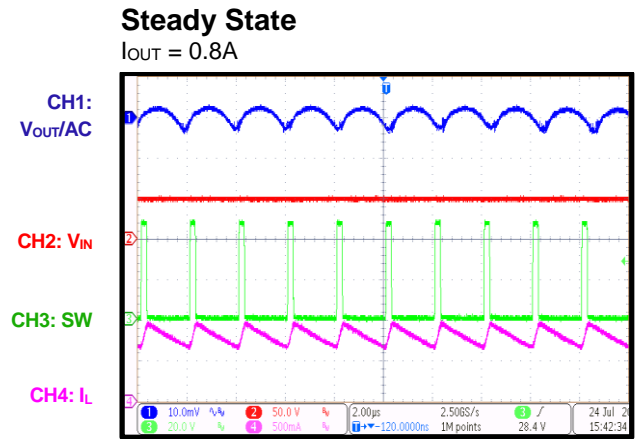 Steady State
IOUT = 0.8A
CH1:
VOUT/AC
CH2: VIN
CH3: SW
CH4: IL
T
1
2
3
4
1 10.0mV 2 50.0 V 2.00µs 2.50GS/s 3 24 Jul 20
3 20.0 V 4 500mA T→▼-120.0000ns 1M points 28.4 V 15:42:34